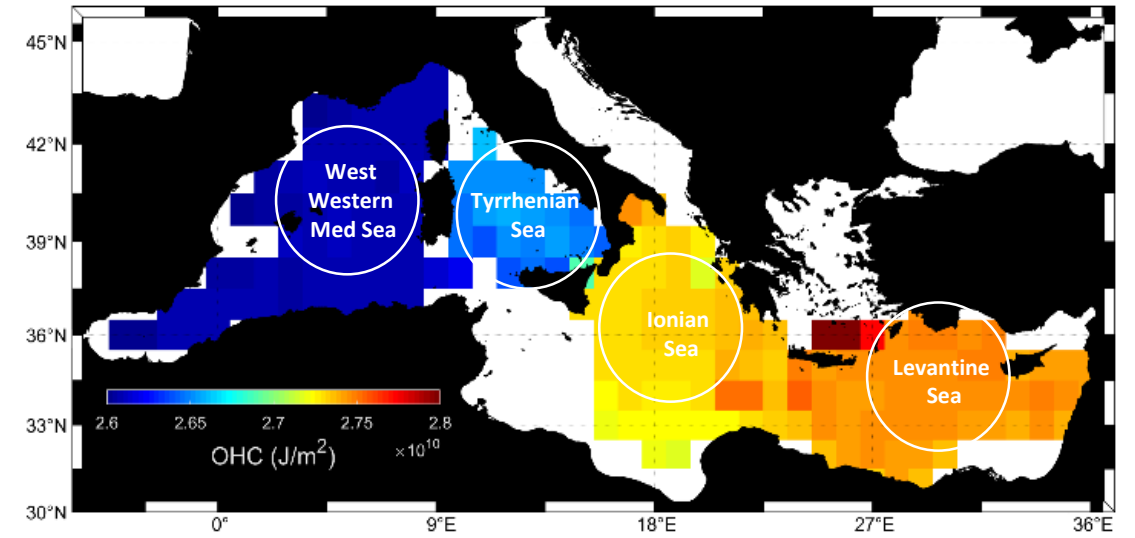 45°N
42°N
39°N
36°N
33°N
30°N
West
Western
Med Sea
Tyrrhenian
Sea
Ionian
Sea
Levantine
Sea
2.6 2.65 2.7 2.75 2.8
OHC (J/m²) ×10¹⁰
0° 9°E 18°E 27°E 36°E